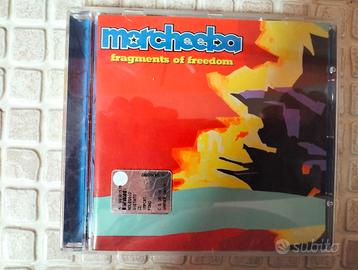 morcheeba
fragments of freedom
subito